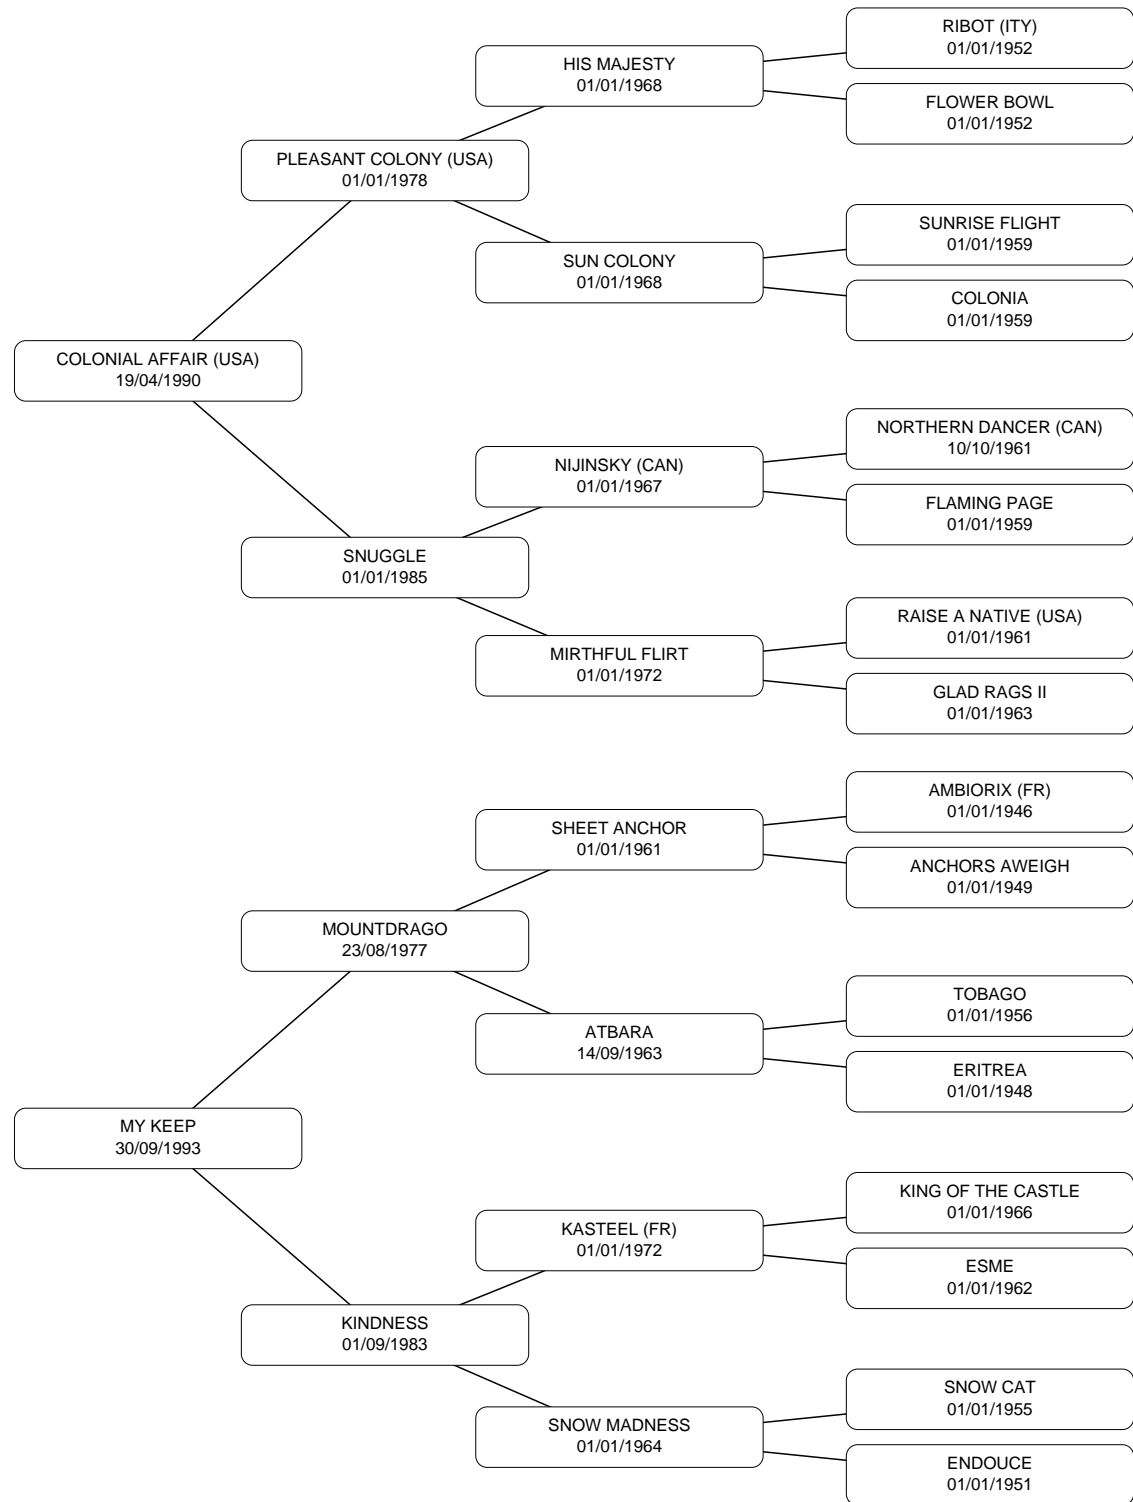 RIBOT (ITY)
01/01/1952
HIS MAJESTY
01/01/1968
FLOWER BOWL
01/01/1952
PLEASANT COLONY (USA)
01/01/1978
SUNRISE FLIGHT
01/01/1959
SUN COLONY
01/01/1968
COLONIA
01/01/1959
COLONIAL AFFAIR (USA)
19/04/1990
NORTHERN DANCER (CAN)
10/10/1961
NIJINSKY (CAN)
01/01/1967
FLAMING PAGE
01/01/1959
SNUGGLE
01/01/1985
RAISE A NATIVE (USA)
01/01/1961
MIRTHFUL FLIRT
01/01/1972
GLAD RAGS II
01/01/1963
AMBIORIX (FR)
01/01/1946
SHEET ANCHOR
01/01/1961
ANCHORS AWEIGH
01/01/1949
MOUNTDRAGO
23/08/1977
TOBAGO
01/01/1956
ATBARA
14/09/1963
ERITREA
01/01/1948
MY KEEP
30/09/1993
KING OF THE CASTLE
01/01/1966
KASTEEL (FR)
01/01/1972
ESME
01/01/1962
KINDNESS
01/09/1983
SNOW CAT
01/01/1955
SNOW MADNESS
01/01/1964
ENDOUCE
01/01/1951